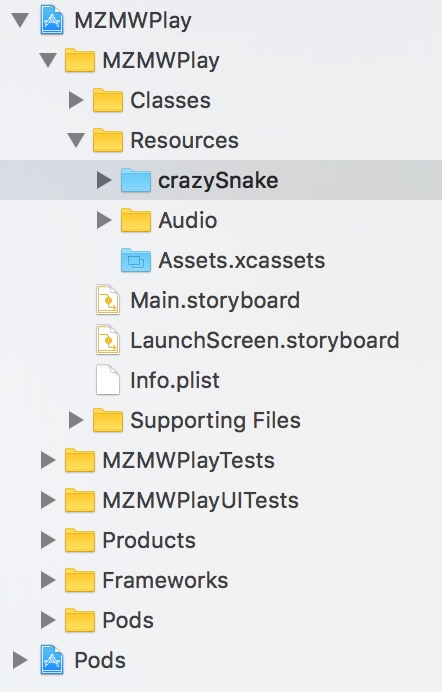 MZMWPlay
MZMWPlay
Classes
Resources
crazySnake
Audio
Assets.xcassets
Main.storyboard
LaunchScreen.storyboard
Info.plist
Supporting Files
MZMWPlayTests
MZMWPlayUITests
Products
Frameworks
Pods
Pods